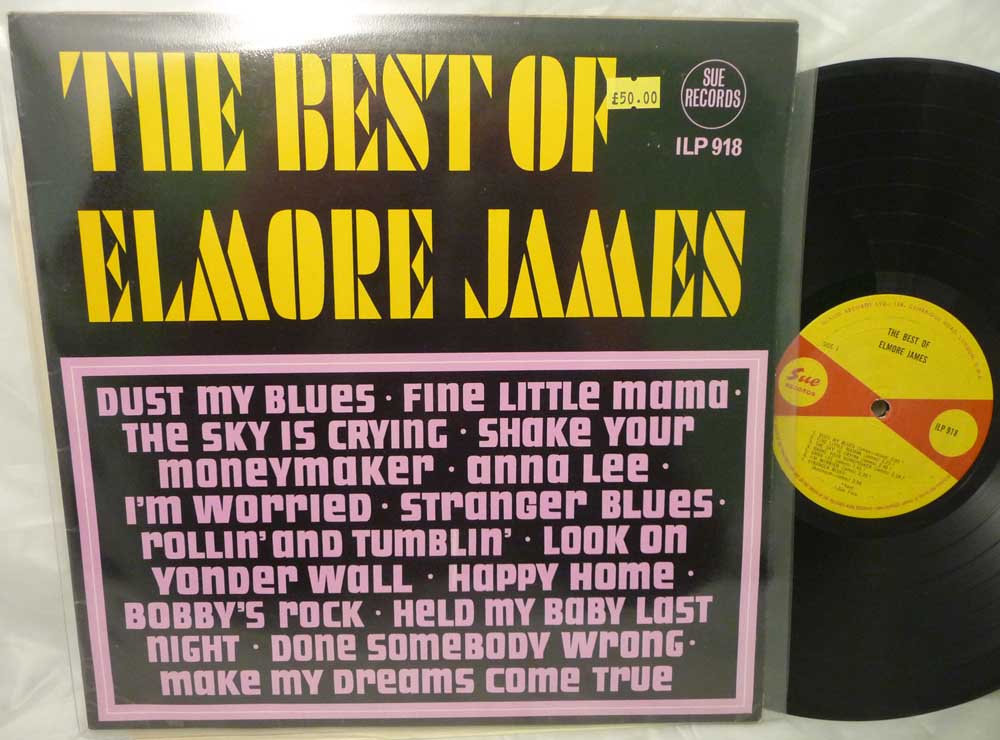 THE BEST OF
£50.00
SUE
RECORDS
ILP 918
ELMORE JAMES
DUST MY BLUES · FINE LITTLE MAMA ·
THE SKY IS CRYING · SHAKE YOUR
MONEYMAKER · ANNA LEE ·
I'M WORRIED · STRANGER BLUES ·
ROLLIN' AND TUMBLIN' · LOOK ON
YONDER WALL · HAPPY HOME ·
BOBBY'S ROCK · HELD MY BABY LAST
NIGHT · DONE SOMEBODY WRONG ·
MAKE MY DREAMS COME TRUE
THE BEST OF
ELMORE JAMES
SIDE 1
Sue
RECORDS
ILP 918